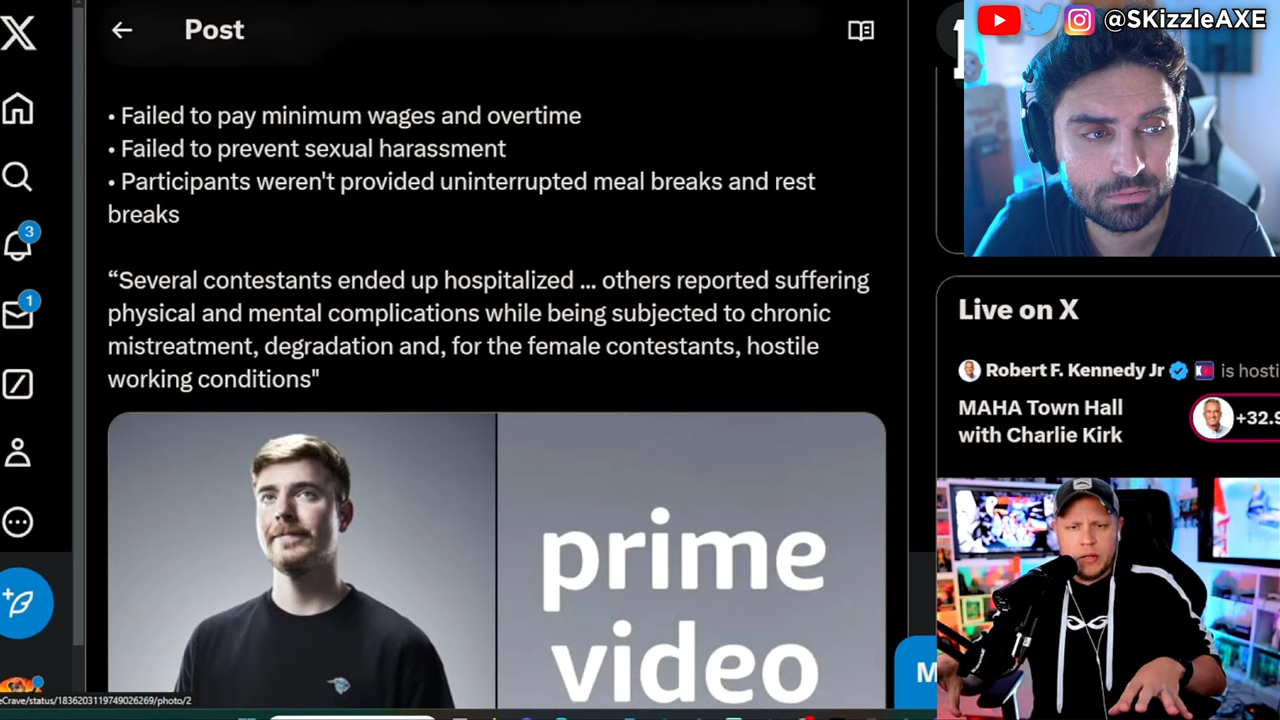 Post
@SKizzleAXE
• Failed to pay minimum wages and overtime
• Failed to prevent sexual harassment
• Participants weren't provided uninterrupted meal breaks and rest
breaks
“Several contestants ended up hospitalized ... others reported suffering
physical and mental complications while being subjected to chronic
mistreatment, degradation and, for the female contestants, hostile
working conditions"
3
1
prime
video
Live on X
Robert F. Kennedy Jr is hosti
MAHA Town Hall
with Charlie Kirk
+32.9
M
eCrave/status/1836203119749026269/photo/2